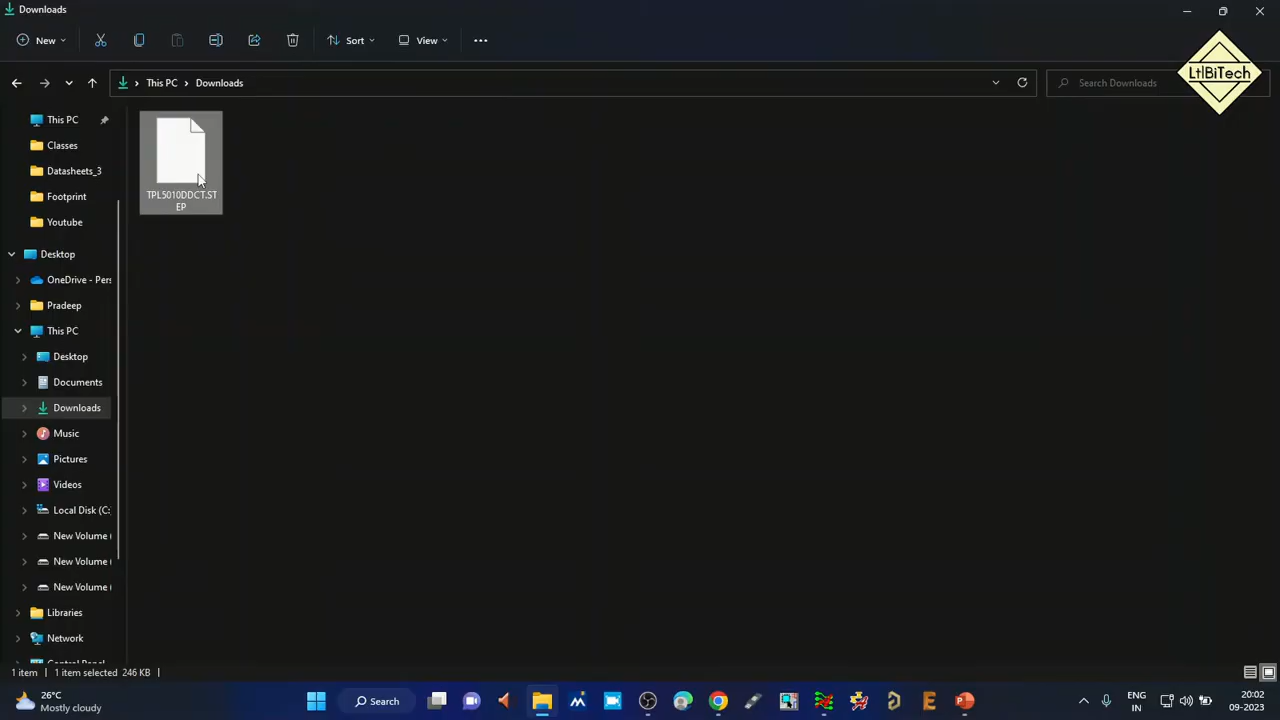 Downloads
New
Sort
View
This PC
Downloads
Search Downloads
LtlBiTech
This PC
Classes
Datasheets_3
Footprint
Youtube
Desktop
OneDrive - Pers
Pradeep
This PC
Desktop
Documents
Downloads
Music
Pictures
Videos
Local Disk (C:
New Volume (
New Volume (
New Volume (
Libraries
Network
Control Panel
TPL5010DDCT.ST
EP
1 item
1 item selected 246 KB
26°C
Mostly cloudy
Search
ENG
IN
20:02
09-2023